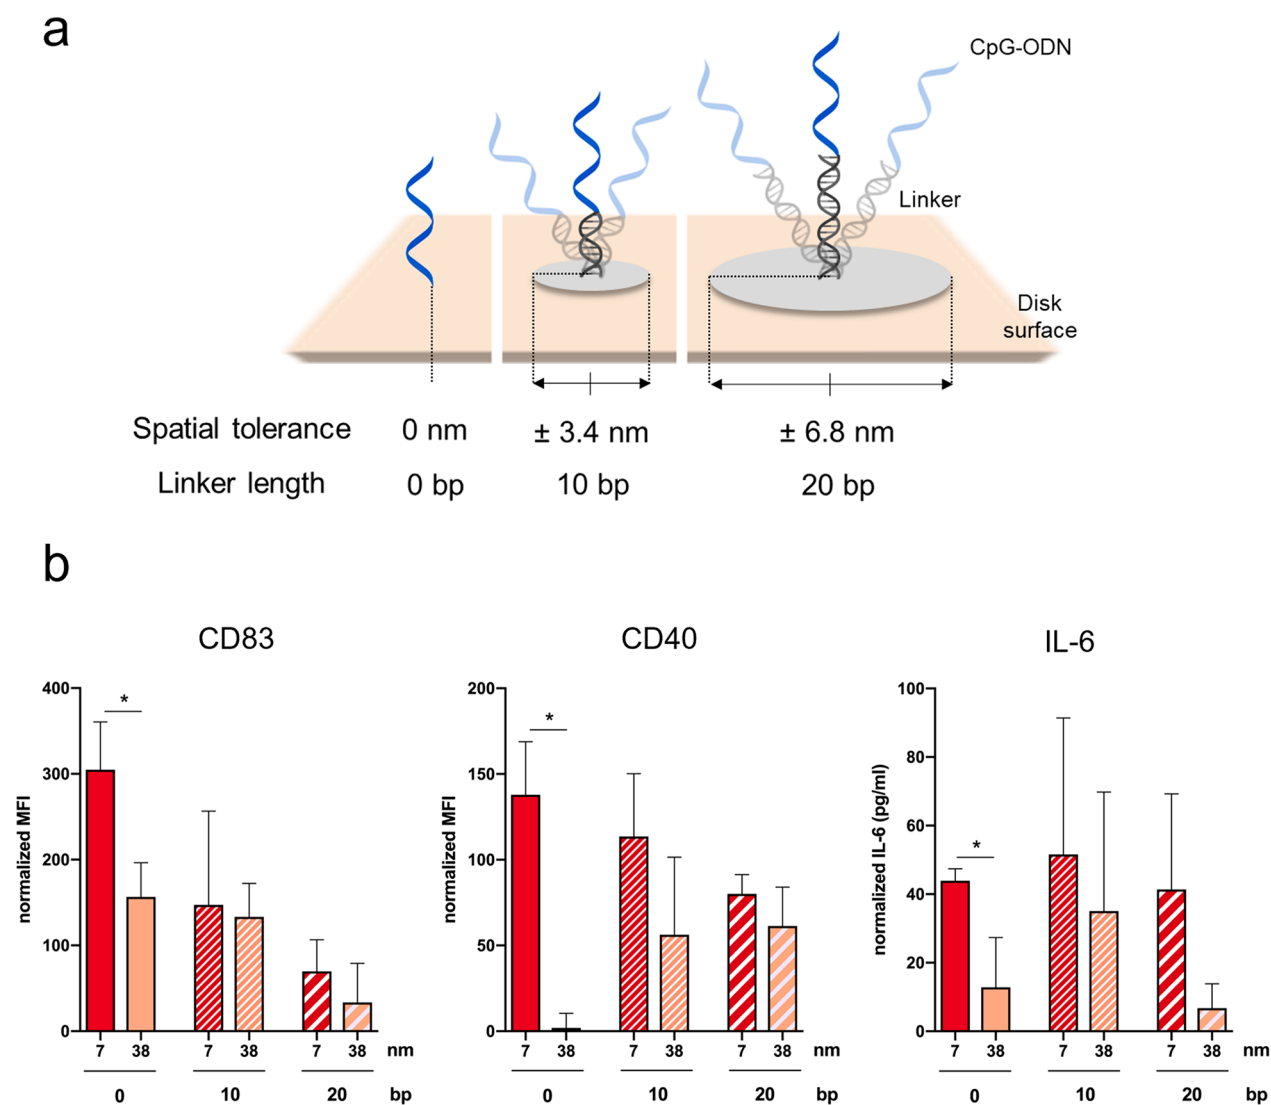 a
CpG-ODN
Linker
Disk
surface
Spatial tolerance 0 nm ± 3.4 nm ± 6.8 nm
Linker length 0 bp 10 bp 20 bp
b
CD83
normalized MFI
400
300
200
100
0
*
7 38 7 38 7 38 nm
0 10 20 bp
CD40
normalized MFI
200
150
100
50
0
*
7 38 7 38 7 38 nm
0 10 20 bp
IL-6
normalized IL-6 (pg/ml)
100
80
60
40
20
0
*
7 38 7 38 7 38 nm
0 10 20 bp